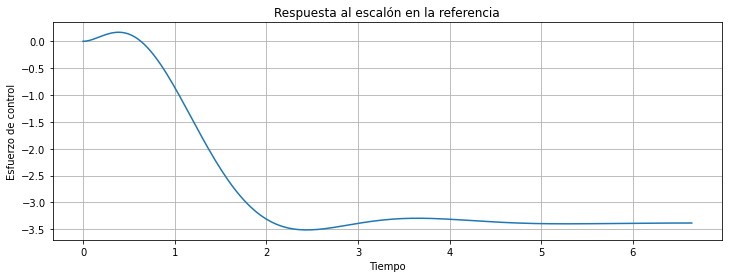 Respuesta al escalón en la referencia
Esfuerzo de control
0.0
−0.5
−1.0
−1.5
−2.0
−2.5
−3.0
−3.5
0 1 2 3 4 5 6
Tiempo